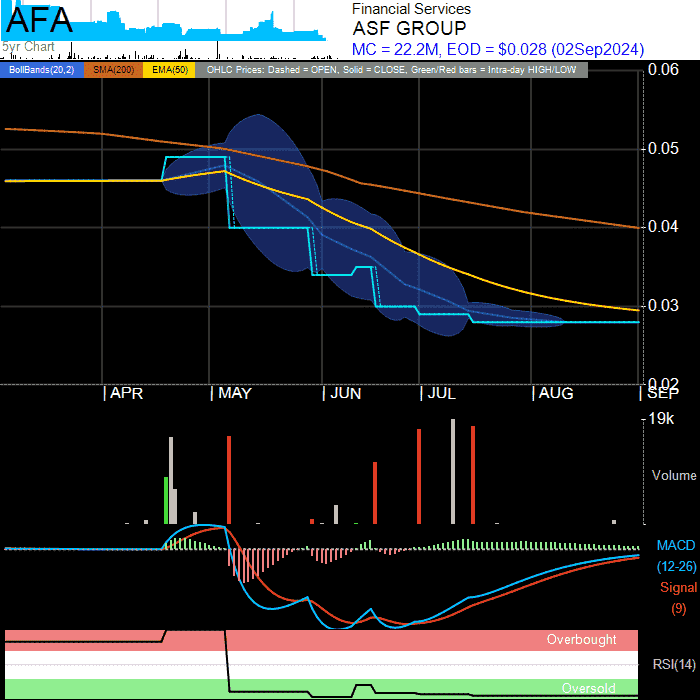 AFA
5yr Chart
Financial Services
ASF GROUP
MC = 22.2M, EOD = $0.028 (02Sep2024)
BollBands(20,2) SMA(200) EMA(50) OHLC Prices: Dashed = OPEN, Solid = CLOSE, Green/Red bars = Intra-day HIGH/LOW
0.06
0.05
0.04
0.03
0.02
APR MAY JUN JUL AUG SEP
19k
Volume
MACD
(12-26)
Signal
(9)
Overbought
RSI(14)
Oversold